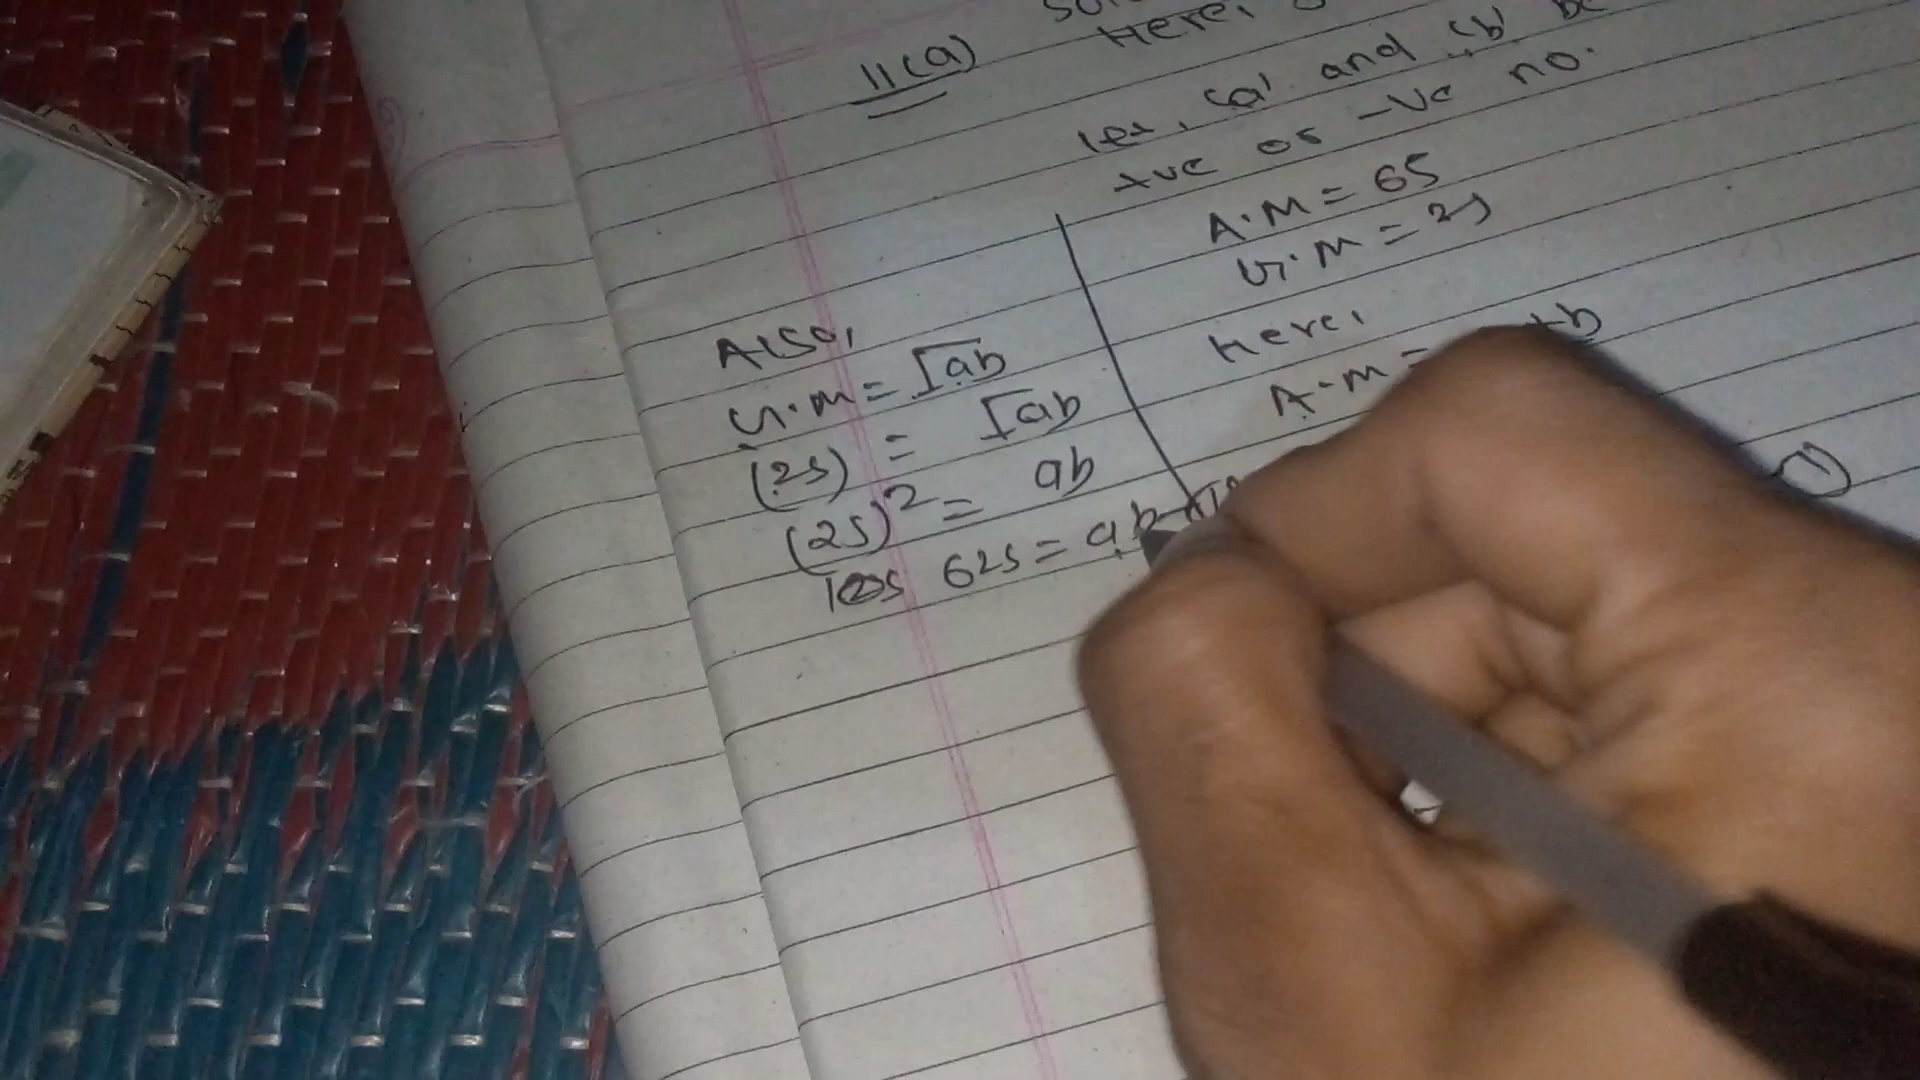 11(a)
Here,
let, 'a' and 'b' be
+ve or -ve no.
A.M = 65
G.M = 25
Here,
A.M = +b
1)
Also,
G.M = √ab
(25) = √ab
(25)² = ab
625 = ab